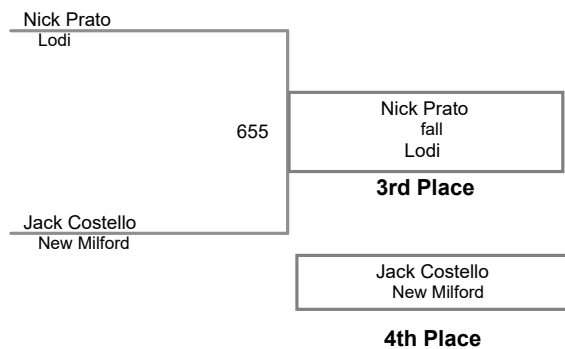 Nick Prato
Lodi
655
Nick Prato
fall
Lodi
3rd Place
Jack Costello
New Milford
Jack Costello
New Milford
4th Place